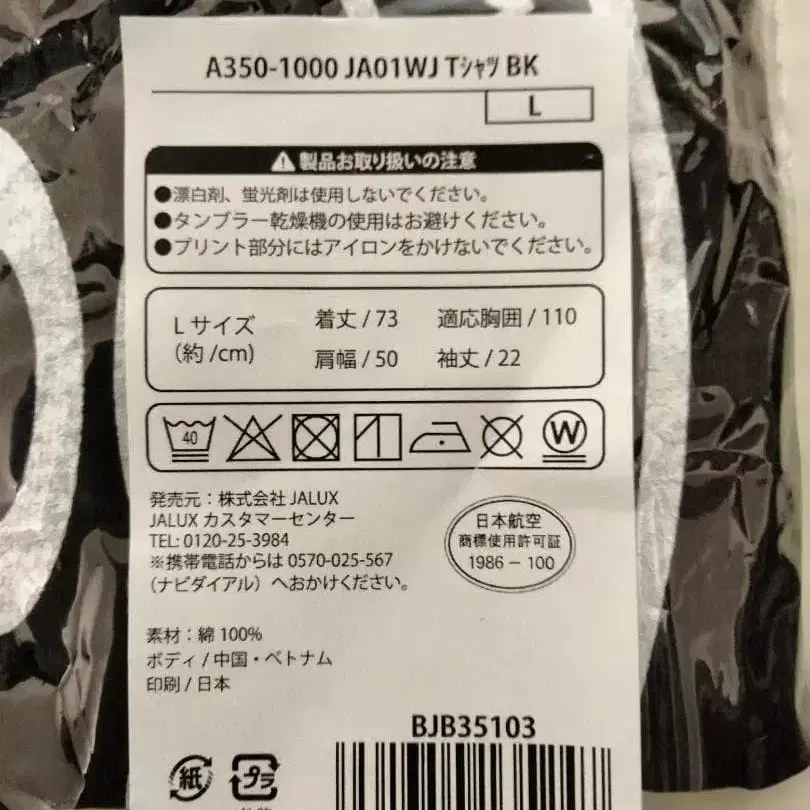 A350-1000 JA01WJ Tｼｬﾂ BK
L
製品お取り扱いの注意
●漂白剤、蛍光剤は使用しないでください。
●タンブラー乾燥機の使用はお避けください。
●プリント部分にはアイロンをかけないでください。
L サイズ 着丈 / 73 適応胸囲 / 110
(約 /cm) 肩幅 / 50 袖丈 / 22
40 W
発売元：株式会社 JALUX
JALUX カスタマーセンター
TEL: 0120-25-3984
※携帯電話からは 0570-025-567
（ナビダイアル）へおかけください。
日本航空
商標使用許可証
1986 − 100
素材：綿 100%
ボディ / 中国・ベトナム
印刷 / 日本
BJB35103
紙 プラ